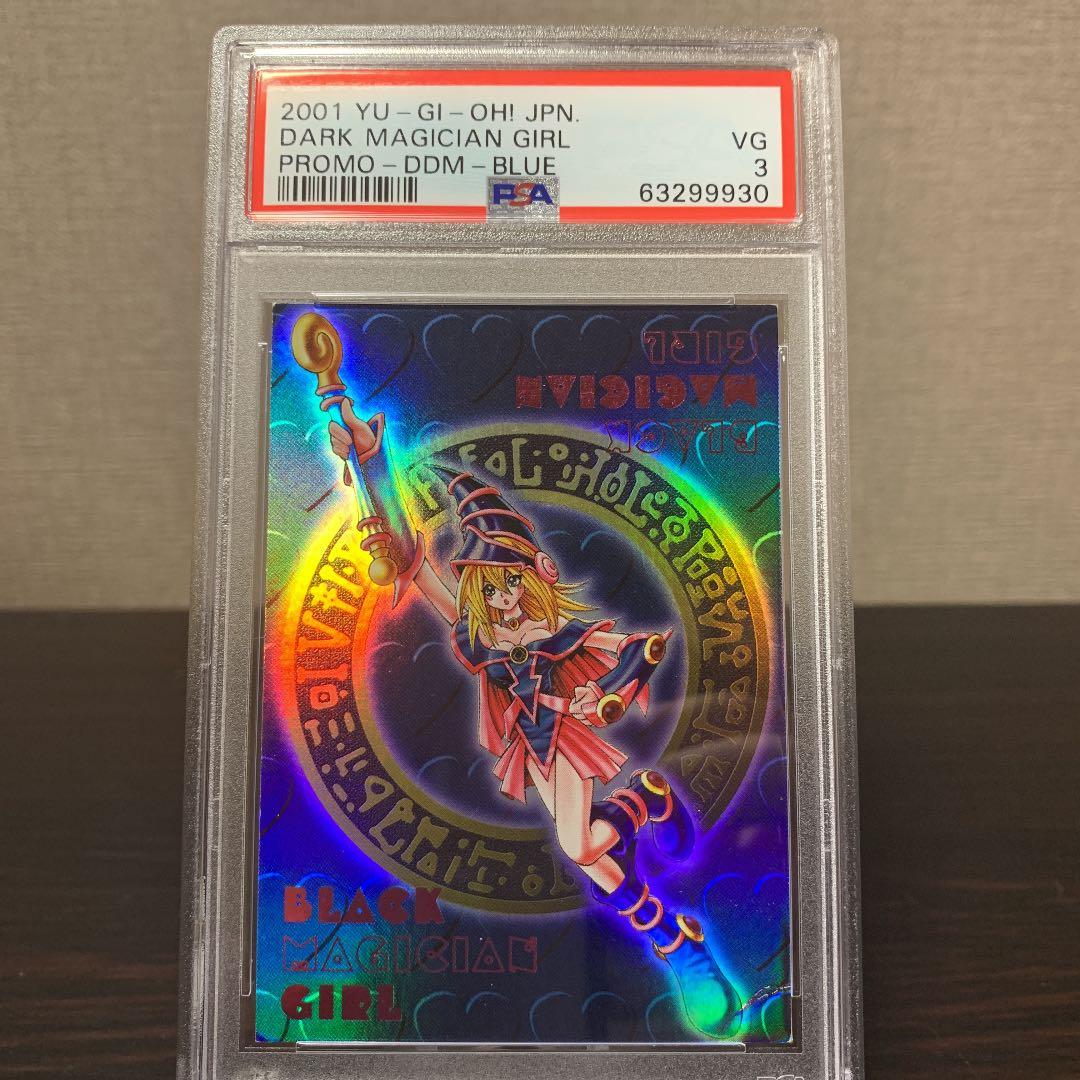 2001 YU-GI-OH! JPN.
DARK MAGICIAN GIRL VG
PROMO-DDM-BLUE 3
PSA 63299930
BLACK
MAGICIAN
GIRL
BLACK
MAGICIAN
GIRL